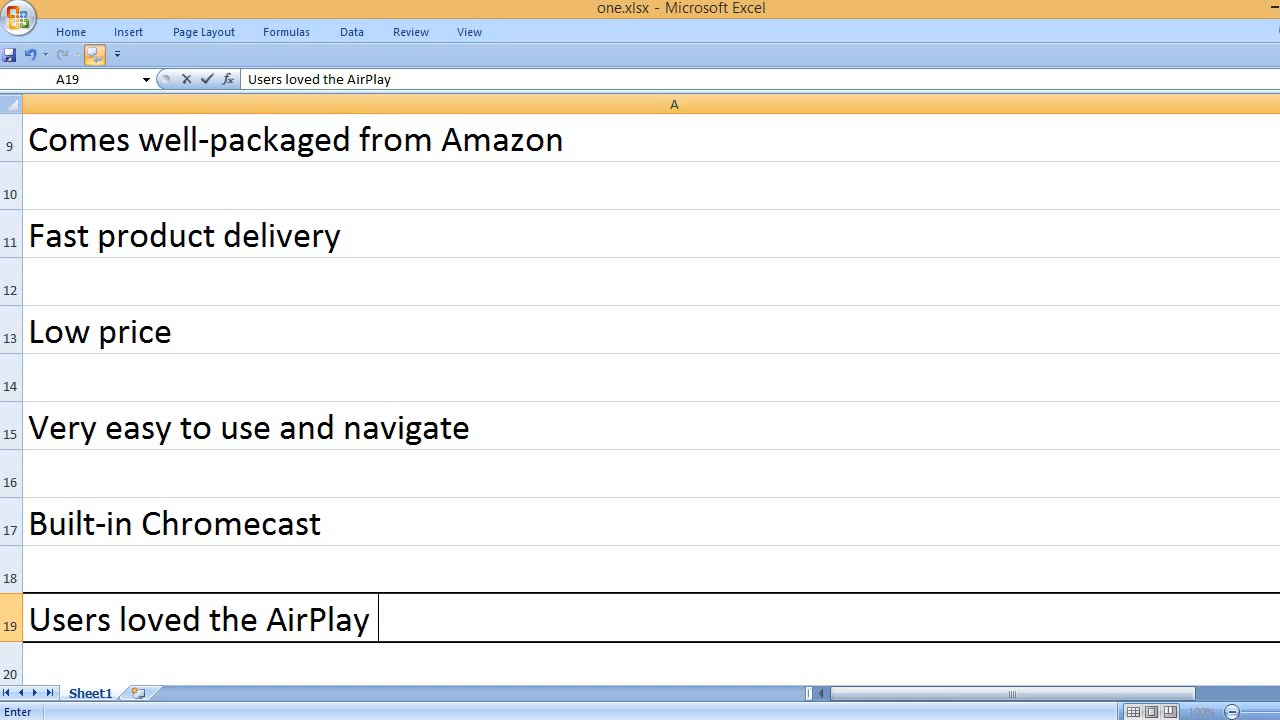 one.xlsx - Microsoft Excel
Home Insert Page Layout Formulas Data Review View
A19 fx Users loved the AirPlay
A
9 Comes well-packaged from Amazon
10
11 Fast product delivery
12
13 Low price
14
15 Very easy to use and navigate
16
17 Built-in Chromecast
18
19 Users loved the AirPlay
20
Sheet1
Enter 100%